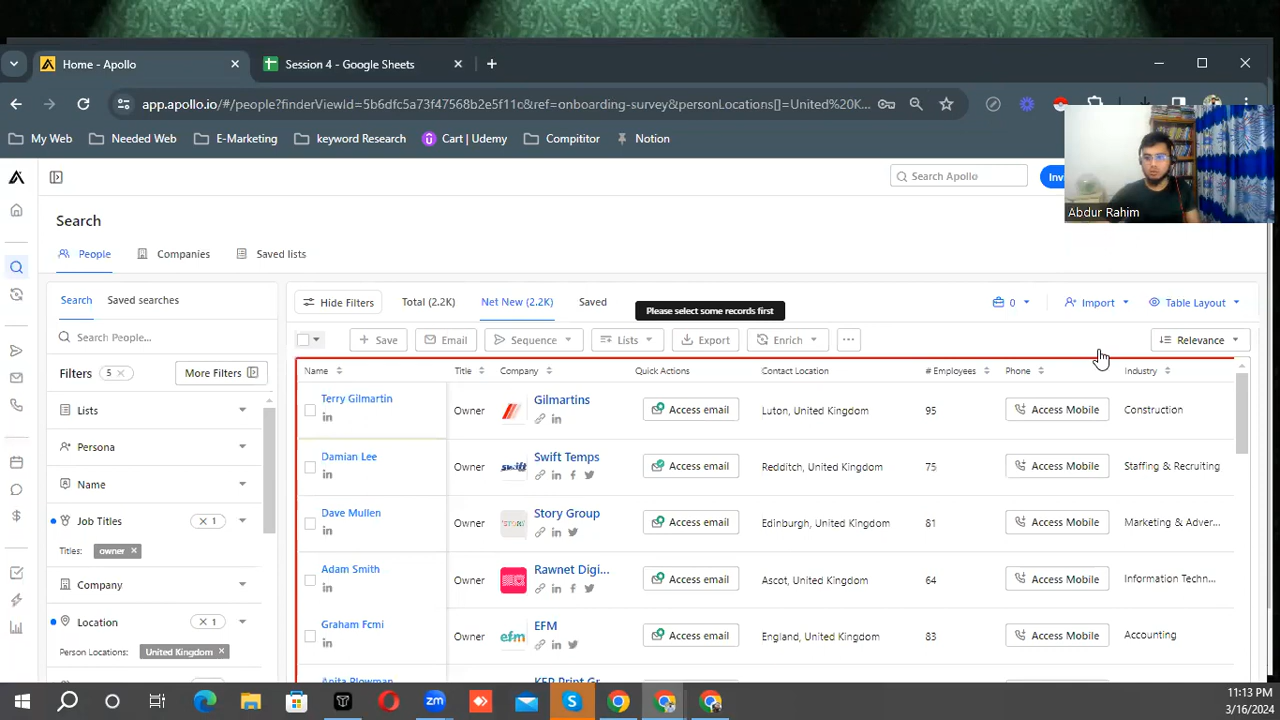 Home - Apollo
Session 4 - Google Sheets
app.apollo.io/#/people?finderViewId=5b6dfc5a73f47568b2e5f11c&ref=onboarding-survey&personLocations[]=United%20K...
My Web
Needed Web
E-Marketing
keyword Research
Cart | Udemy
Compititor
Notion
Search Apollo
Inv
Abdur Rahim
Search
People
Companies
Saved lists
Search
Saved searches
Hide Filters
Total (2.2K)
Net New (2.2K)
Saved
Please select some records first
0
Import
Table Layout
Search People...
Save
Email
Sequence
Lists
Export
Enrich
...
Relevance
Filters
5
More Filters
Name
Title
Company
Quick Actions
Contact Location
# Employees
Phone
Industry
Lists
Persona
Name
Job Titles
1
Titles:
owner
Company
Location
1
Person Locations:
United Kingdom
Terry Gilmartin
Owner
Gilmartins
Access email
Luton, United Kingdom
95
Access Mobile
Construction
Damian Lee
Owner
swift
Swift Temps
Access email
Redditch, United Kingdom
75
Access Mobile
Staffing & Recruiting
Dave Mullen
Owner
STORY
Story Group
Access email
Edinburgh, United Kingdom
81
Access Mobile
Marketing & Adver...
Adam Smith
Owner
Rawnet Digi...
Access email
Ascot, United Kingdom
64
Access Mobile
Information Techn...
Graham Fcmi
Owner
efm
EFM
Access email
England, United Kingdom
83
Access Mobile
Accounting
Anita Plowman
KFP Print Gr
zm
11:13 PM
3/16/2024